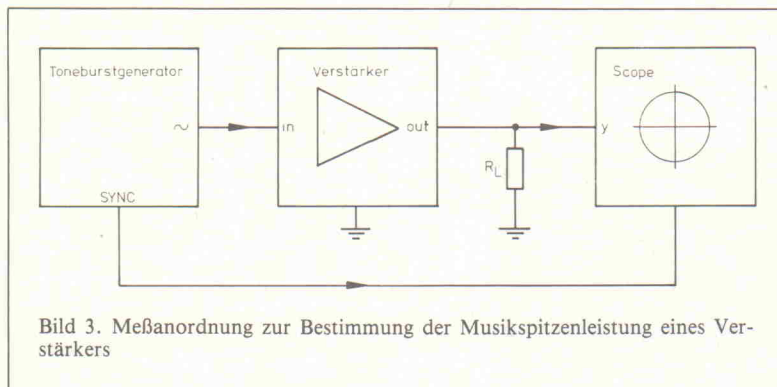 Toneburstgenerator
∼
SYNC
Verstärker
in
out
R_L
Scope
y
Bild 3. Meßanordnung zur Bestimmung der Musikspitzenleistung eines Ver-
stärkers